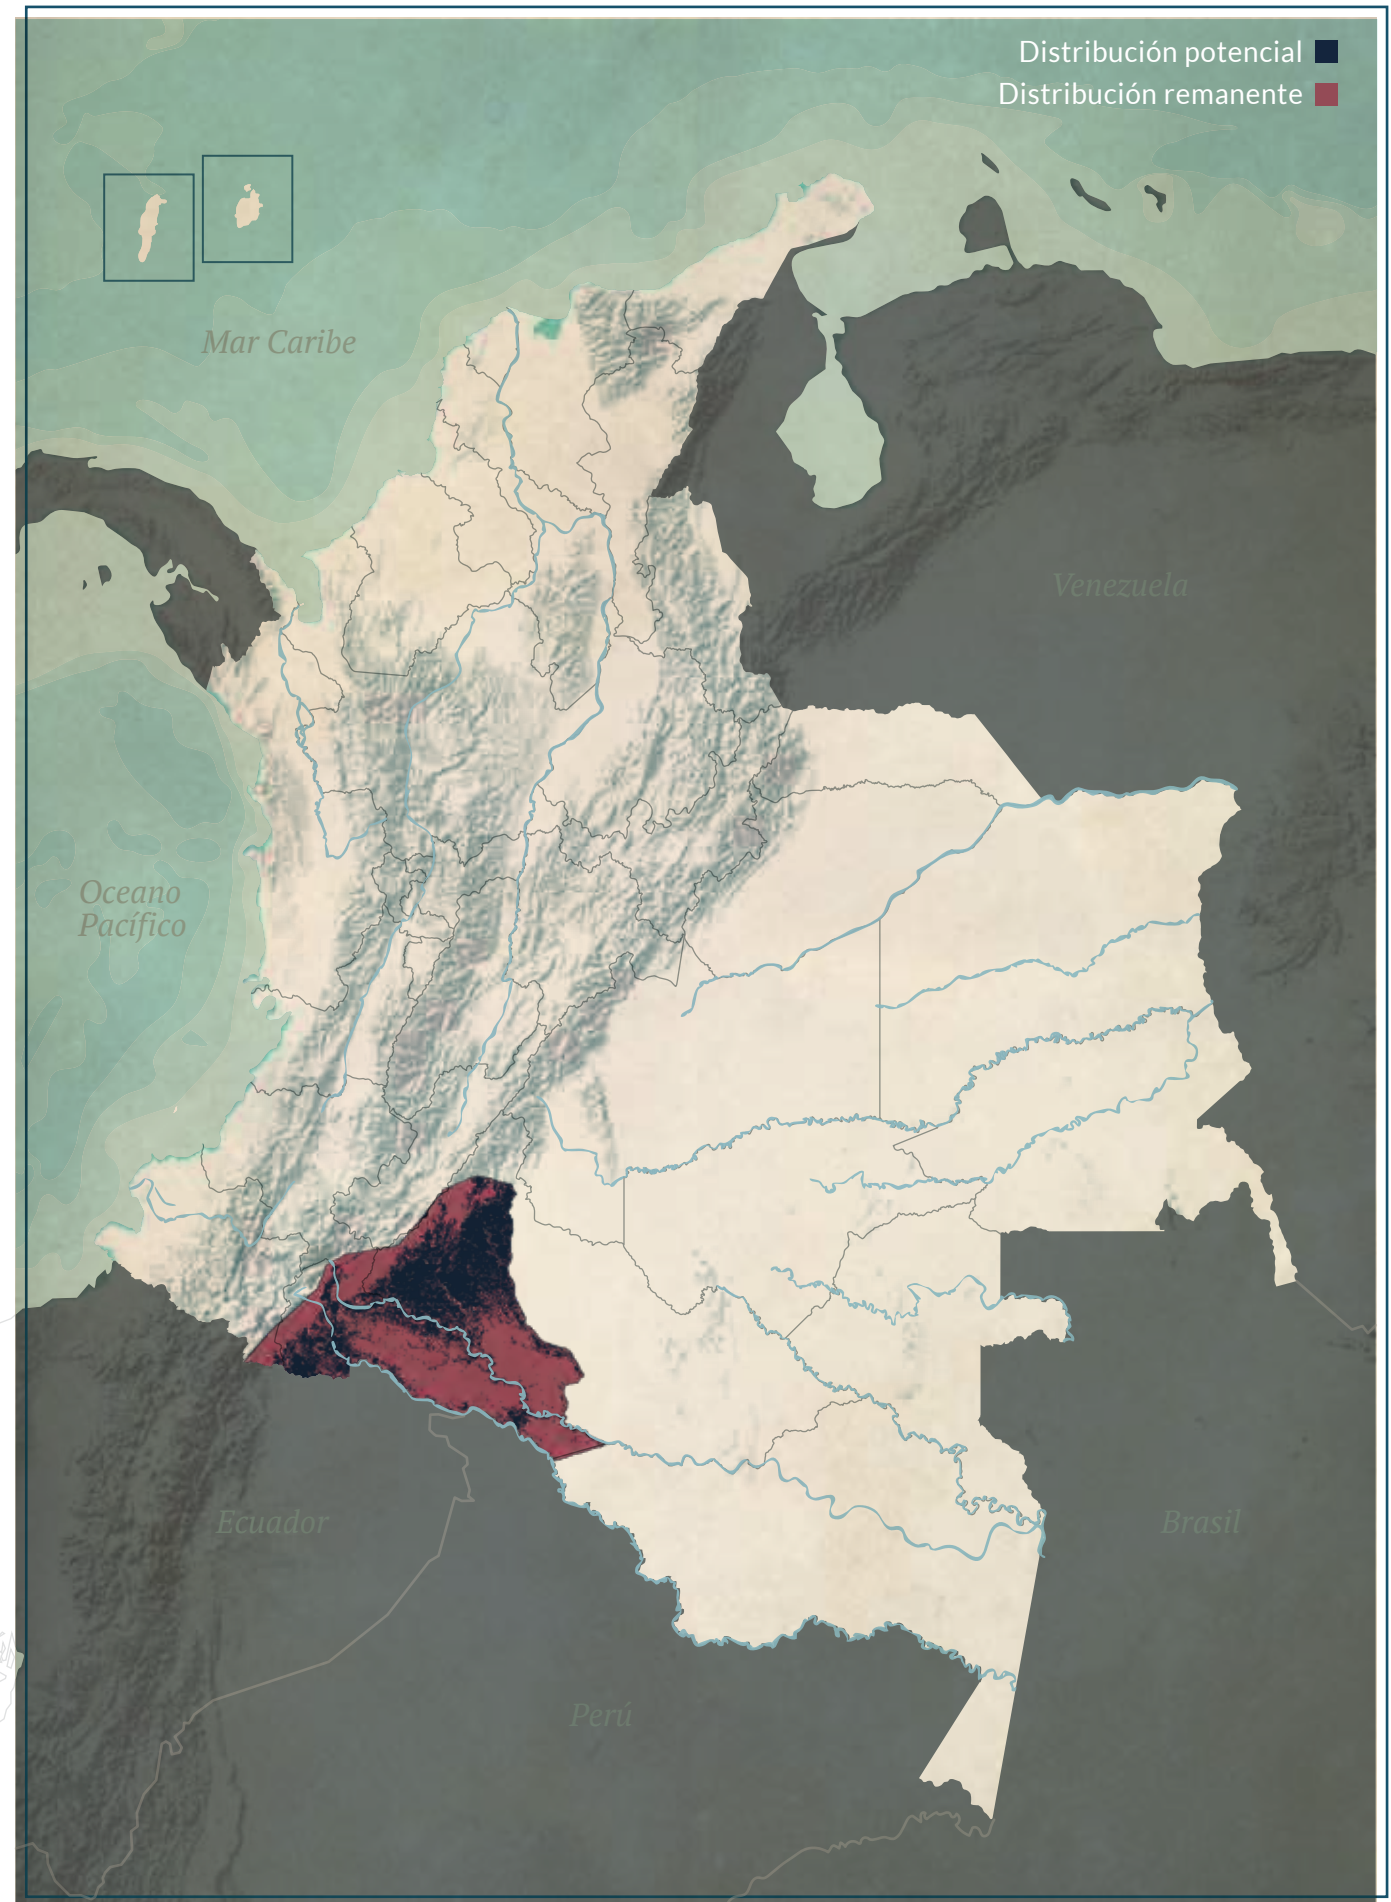 Distribución potencial
Distribución remanente
Mar Caribe
Venezuela
Oceano
Pacífico
Ecuador
Brasil
Perú